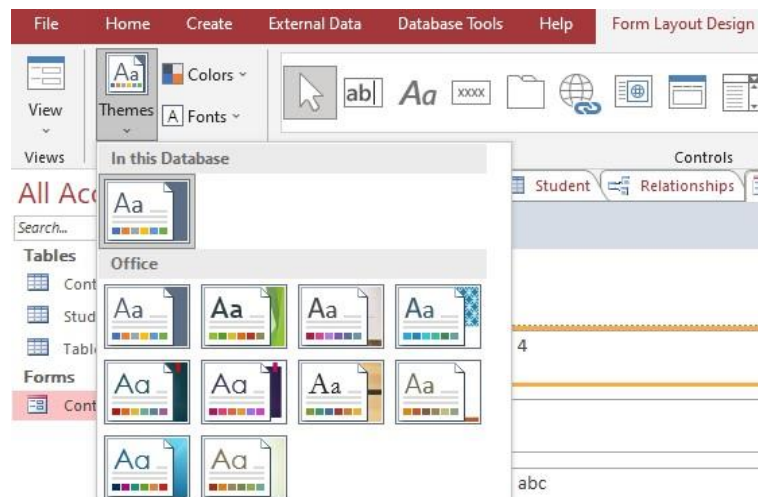 File Home Create External Data Database Tools Help Form Layout Design
View
Themes
Colors
Fonts
Aa
A
ab|
Aa
xxxx
Views
Controls
In this Database
Aa
Office
Aa Aa Aa Aa
Aa Aa Aa Aa
Aa Aa
All Acc
Search...
Tables
Cont
Stud
Table
Forms
Cont
Student Relationships
4
abc